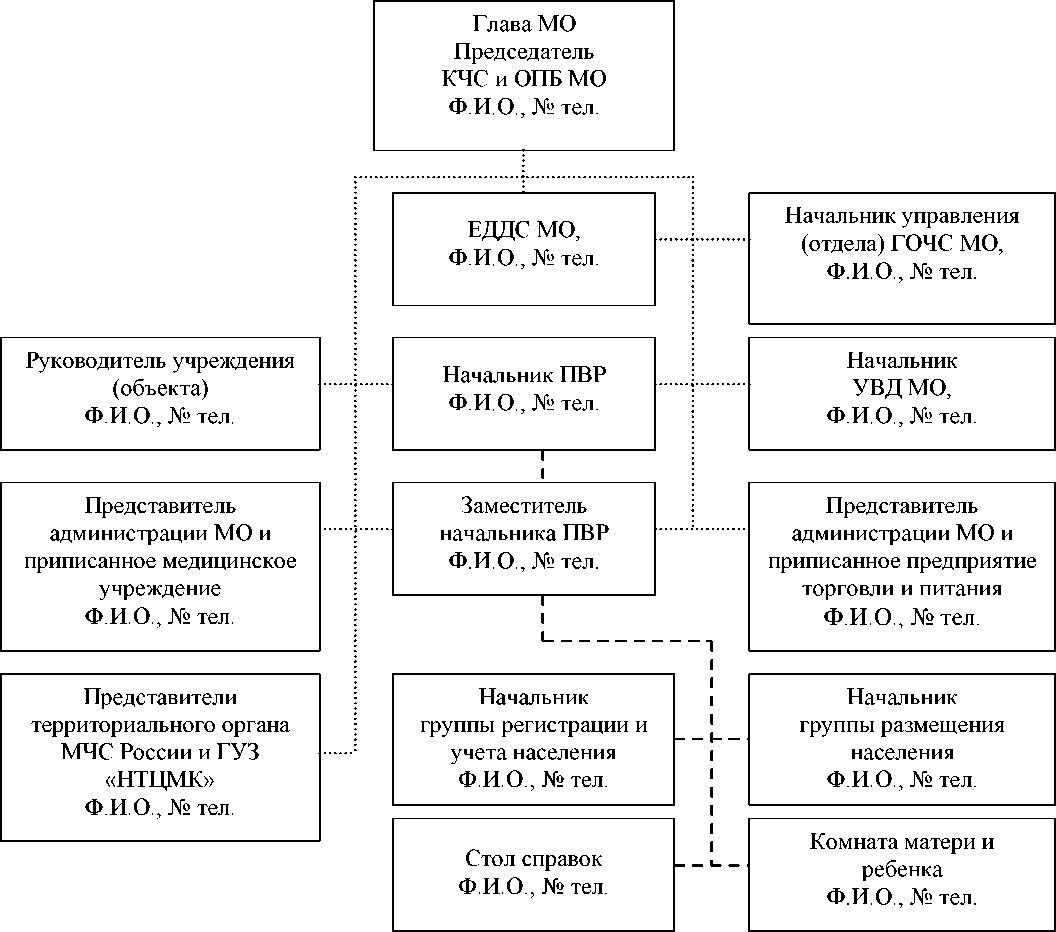 Глава МО
Председатель
КЧС и ОПБ МО
Ф.И.О., № тел.
ЕДДС МО,
Ф.И.О., № тел.
Начальник управления
(отдела) ГОЧС МО,
Ф.И.О., № тел.
Руководитель учреждения
(объекта)
Ф.И.О., № тел.
Начальник ПВР
Ф.И.О., № тел.
Начальник
УВД МО,
Ф.И.О., № тел.
Представитель
администрации МО и
приписанное медицинское
учреждение
Ф.И.О., № тел.
Заместитель
начальника ПВР
Ф.И.О., № тел.
Представитель
администрации МО и
приписанное предприятие
торговли и питания
Ф.И.О., № тел.
Представители
территориального органа
МЧС России и ГУЗ
«НТЦМК»
Ф.И.О., № тел.
Начальник
группы регистрации и
учета населения
Ф.И.О., № тел.
Начальник
группы размещения
населения
Ф.И.О., № тел.
Стол справок
Ф.И.О., № тел.
Комната матери и
ребенка
Ф.И.О., № тел.